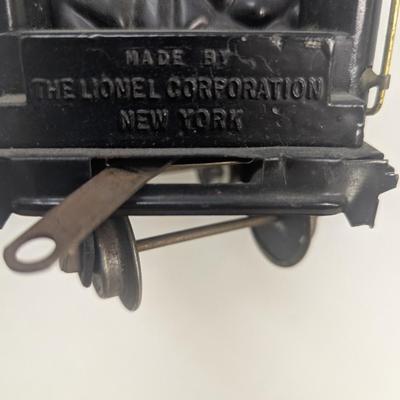 MADE BY
THE LIONEL CORPORATION
NEW YORK